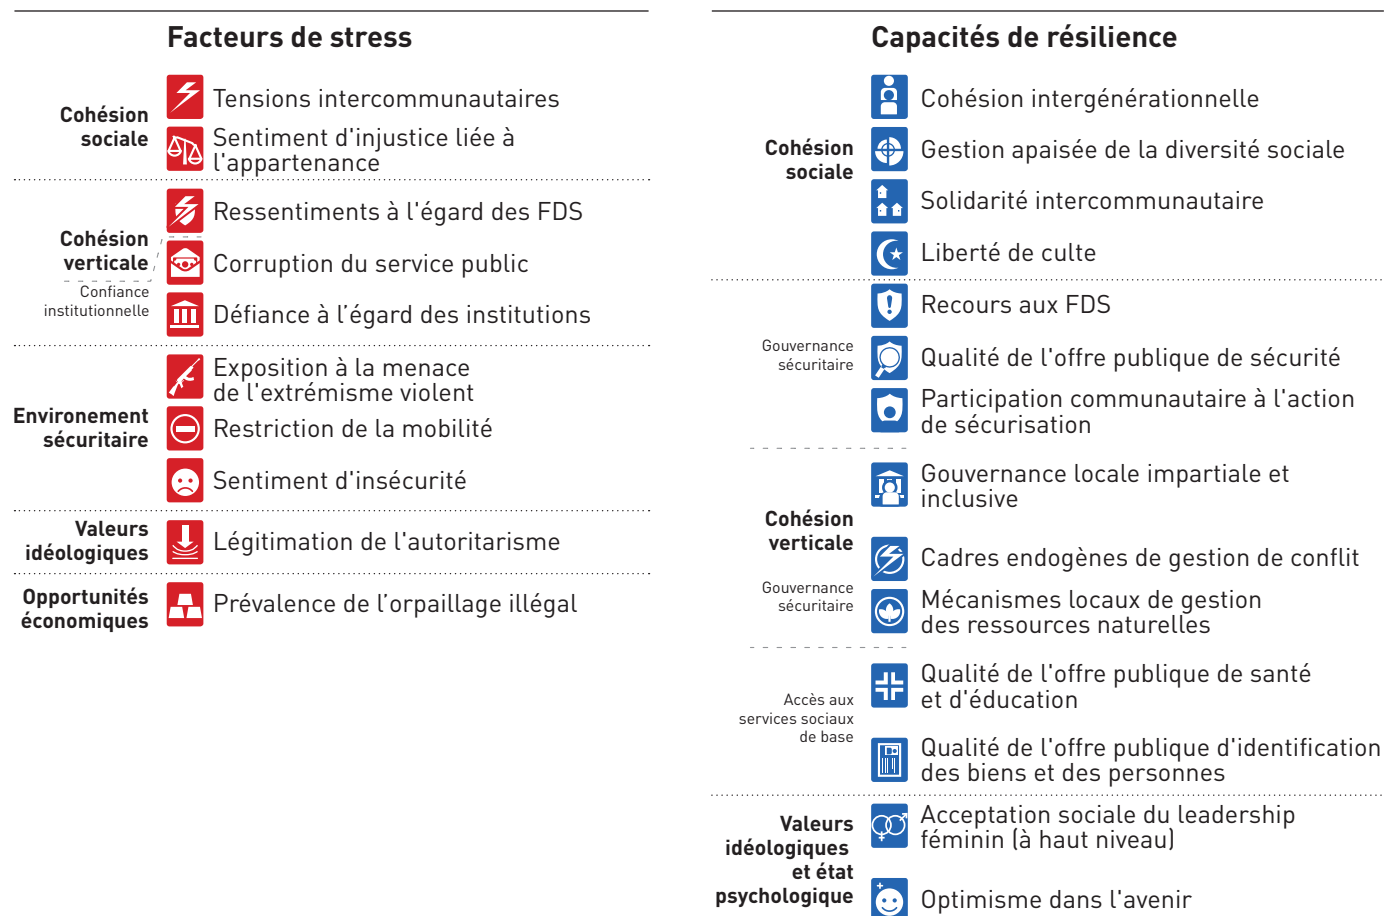 Facteurs de stress
Cohésion
sociale
Tensions intercommunautaires
Sentiment d'injustice liée à
l'appartenance
Cohésion
verticale
Confiance
institutionnelle
Ressentiments à l'égard des FDS
Corruption du service public
Défiance à l’égard des institutions
Environement
sécuritaire
Exposition à la menace
de l'extrémisme violent
Restriction de la mobilité
Sentiment d'insécurité
Valeurs
idéologiques
Légitimation de l'autoritarisme
Opportunités
économiques
Prévalence de l’orpaillage illégal
Capacités de résilience
Cohésion
sociale
Cohésion intergénérationnelle
Gestion apaisée de la diversité sociale
Solidarité intercommunautaire
Liberté de culte
Gouvernance
sécuritaire
Recours aux FDS
Qualité de l'offre publique de sécurité
Participation communautaire à l'action
de sécurisation
Cohésion
verticale
Gouvernance
sécuritaire
Gouvernance locale impartiale et
inclusive
Cadres endogènes de gestion de conflit
Mécanismes locaux de gestion
des ressources naturelles
Accès aux
services sociaux
de base
Qualité de l'offre publique de santé
et d'éducation
Qualité de l'offre publique d'identification
des biens et des personnes
Valeurs
idéologiques
et état
psychologique
Acceptation sociale du leadership
féminin (à haut niveau)
Optimisme dans l'avenir